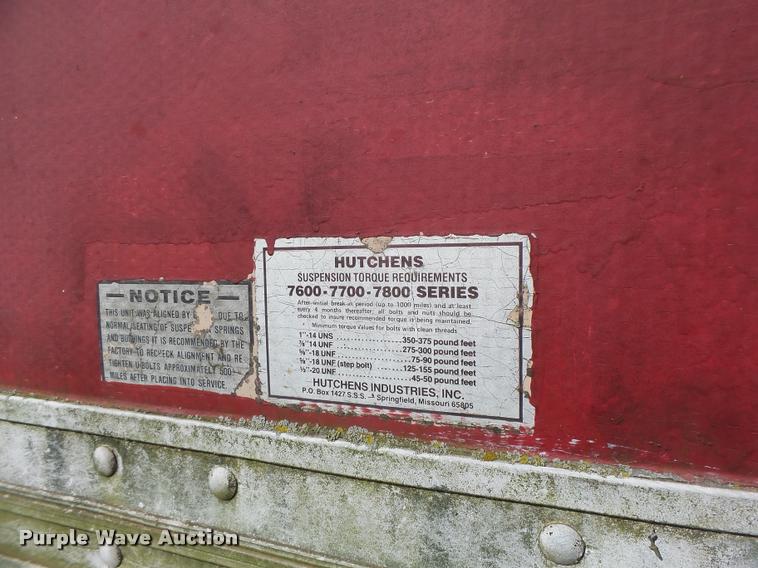 — NOTICE —
THIS UNIT WAS ALIGNED BY DUE TO
NORMAL SEATING OF SUSPE SPRINGS
AND BUSHINGS IT IS RECOMMENDED BY THE
FACTORY TO RECHECK ALIGNMENT AND RE
TIGHTEN U-BOLTS APPROXIMATELY 500
MILES AFTER PLACING INTO SERVICE.
HUTCHENS
SUSPENSION TORQUE REQUIREMENTS
7600-7700-7800 SERIES
After initial break-in period (up to 1000 miles) and at least
every 4 months thereafter, all bolts and nuts should be
checked to insure recommended torque is being maintained.
Minimum torque values for bolts with clean threads
1"-14 UNS ..................350-375 pound feet
14 UNF ..................275-300 pound feet
18 UNF ..................75-90 pound feet
18 UNF (step bolt) ..........125-155 pound feet
½"-20 UNF ..................45-50 pound feet
HUTCHENS INDUSTRIES, INC.
P.O. Box 1427 S.S.S. Springfield, Missouri 65805
Purple Wave Auction